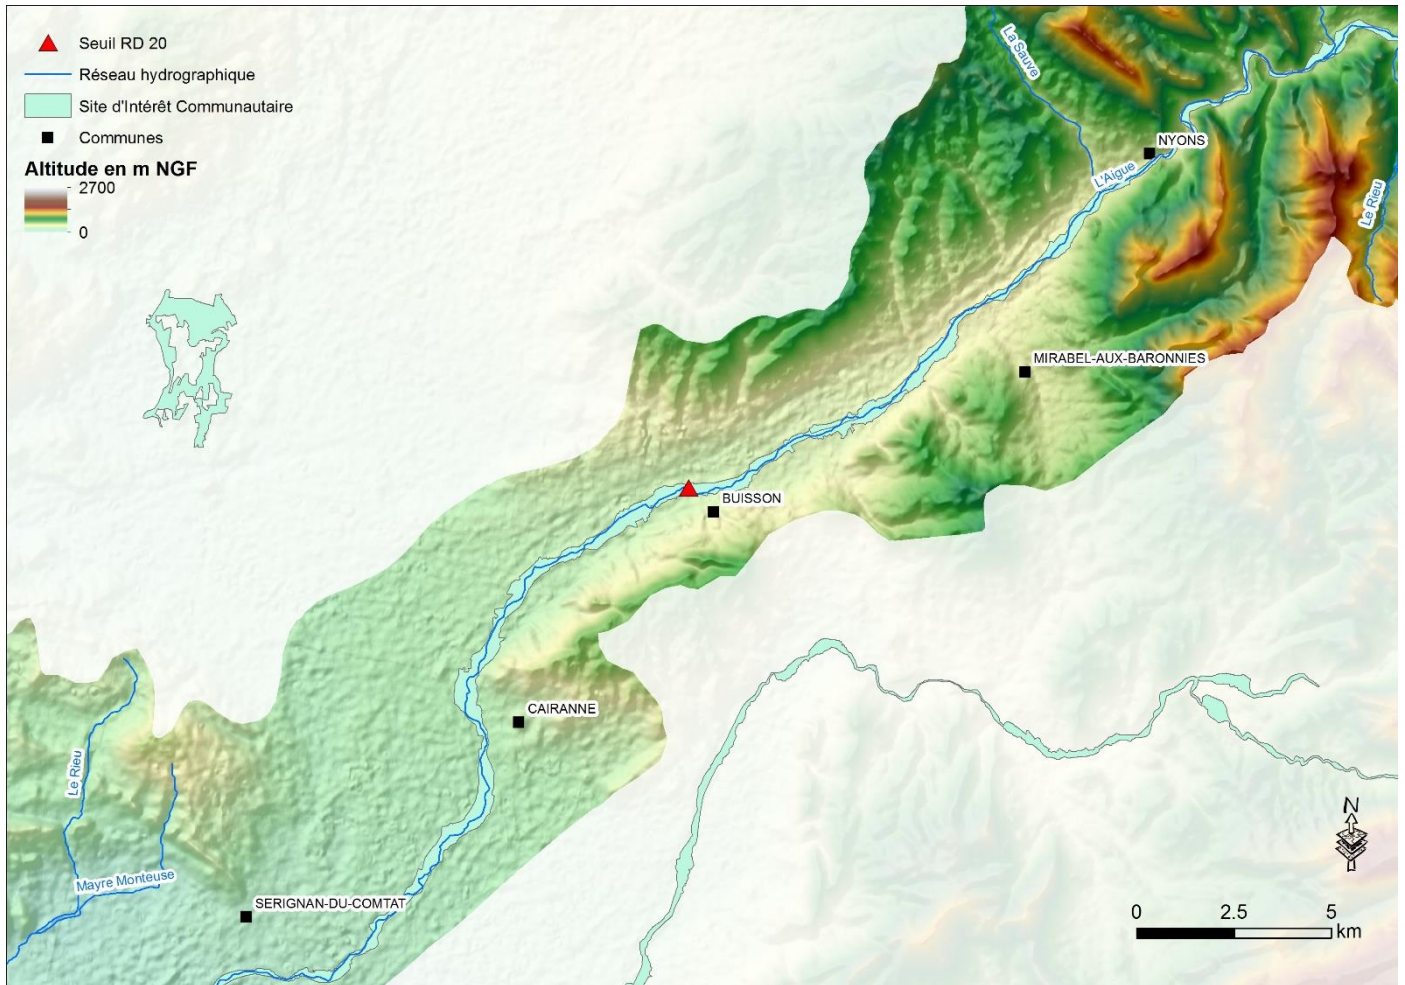 Seuil RD 20
Réseau hydrographique
Site d'Intérêt Communautaire
Communes
Altitude en m NGF
2700
0
La Sauve
NYONS
L'Aigue
Le Rieu
MIRABEL-AUX-BARONNIES
BUISSON
CAIRANNE
Le Rieu
Mayre Monteuse
SERIGNAN-DU-COMTAT
N
0 2.5 5
km